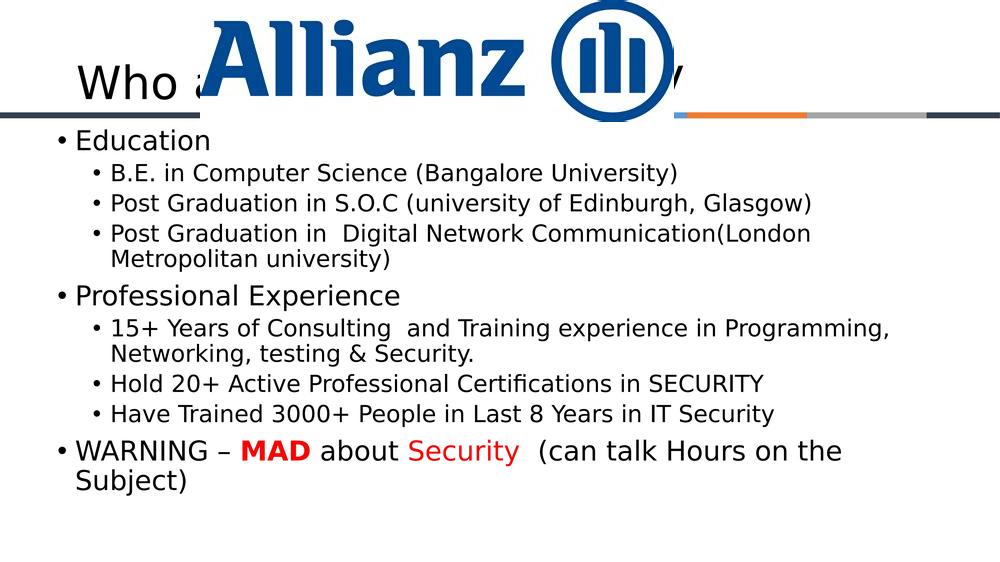 Allianz
Who
• Education
• B.E. in Computer Science (Bangalore University)
• Post Graduation in S.O.C (university of Edinburgh, Glasgow)
• Post Graduation in  Digital Network Communication(London
Metropolitan university)
• Professional Experience
• 15+ Years of Consulting  and Training experience in Programming,
Networking, testing & Security.
• Hold 20+ Active Professional Certifications in SECURITY
• Have Trained 3000+ People in Last 8 Years in IT Security
• WARNING – MAD about Security  (can talk Hours on the
Subject)